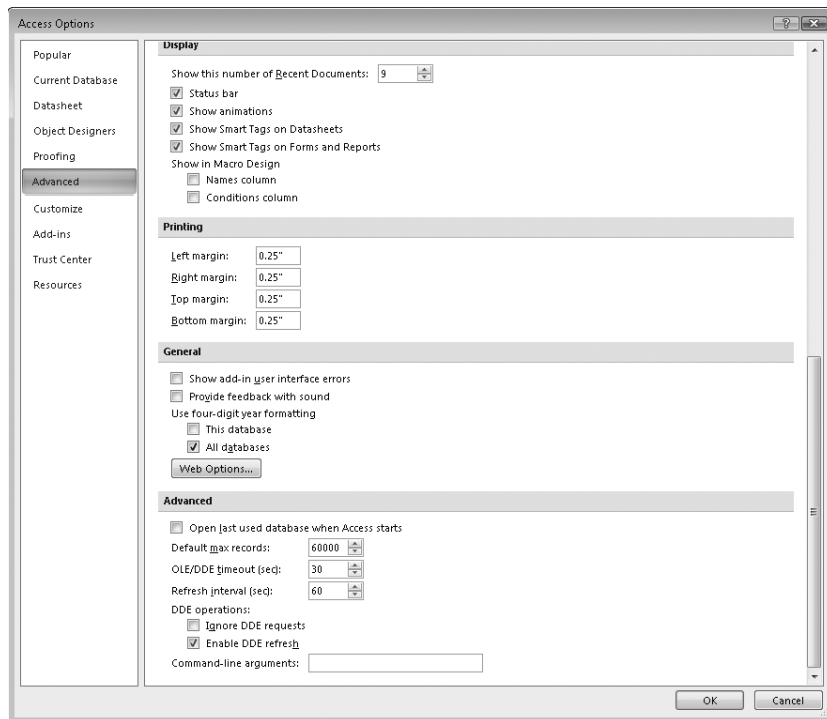 Access Options
Popular
Current Database
Datasheet
Object Designers
Proofing
Advanced
Customize
Add-ins
Trust Center
Resources
Display
Show this number of Recent Documents: 9
Status bar
Show animations
Show Smart Tags on Datasheets
Show Smart Tags on Forms and Reports
Show in Macro Design
Names column
Conditions column
Printing
Left margin: 0.25"
Right margin: 0.25"
Top margin: 0.25"
Bottom margin: 0.25"
General
Show add-in user interface errors
Provide feedback with sound
Use four-digit year formatting
This database
All databases
Web Options...
Advanced
Open last used database when Access starts
Default max records: 60000
OLE/DDE timeout (sec): 30
Refresh interval (sec): 60
DDE operations:
Ignore DDE requests
Enable DDE refresh
Command-line arguments:
OK Cancel